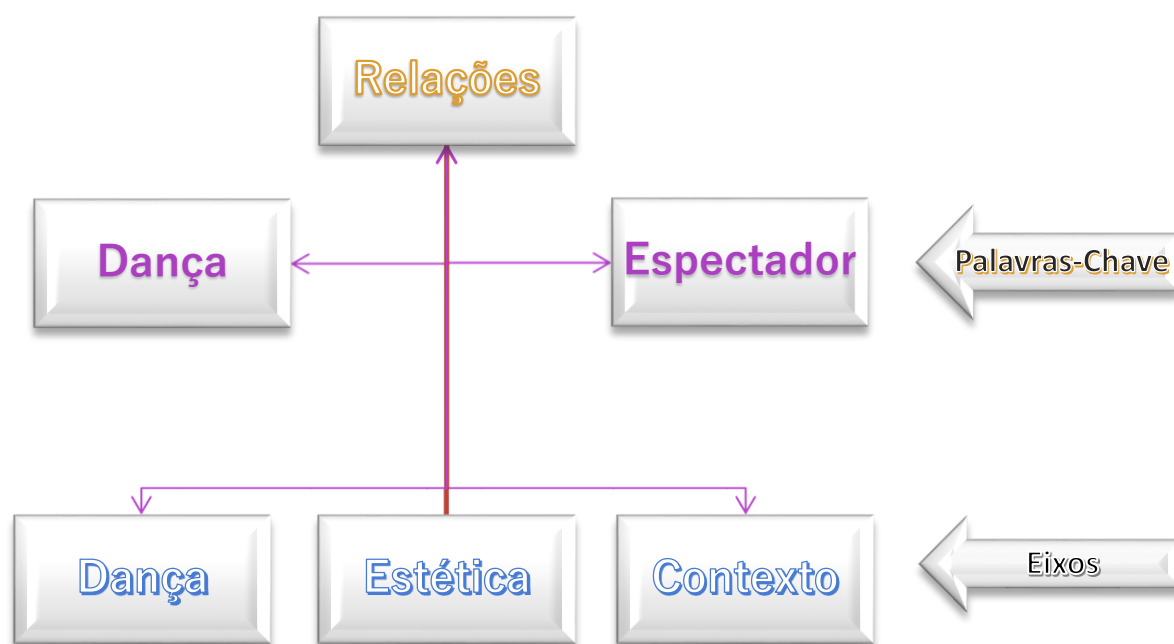 Relações
Dança
Espectador
Palavras-Chave
Dança
Estética
Contexto
Eixos